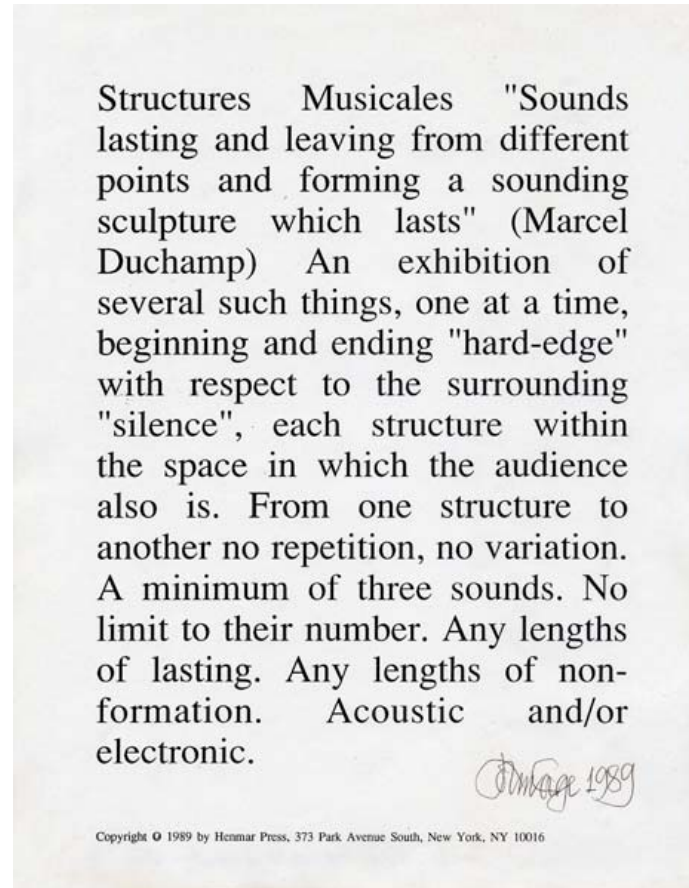 Structures Musicales "Sounds
lasting and leaving from different
points and forming a sounding
sculpture which lasts" (Marcel
Duchamp) An exhibition of
several such things, one at a time,
beginning and ending "hard-edge"
with respect to the surrounding
"silence", each structure within
the space in which the audience
also is. From one structure to
another no repetition, no variation.
A minimum of three sounds. No
limit to their number. Any lengths
of lasting. Any lengths of non-
formation. Acoustic and/or
electronic.
John Cage 1989
Copyright © 1989 by Henmar Press, 373 Park Avenue South, New York, NY 10016